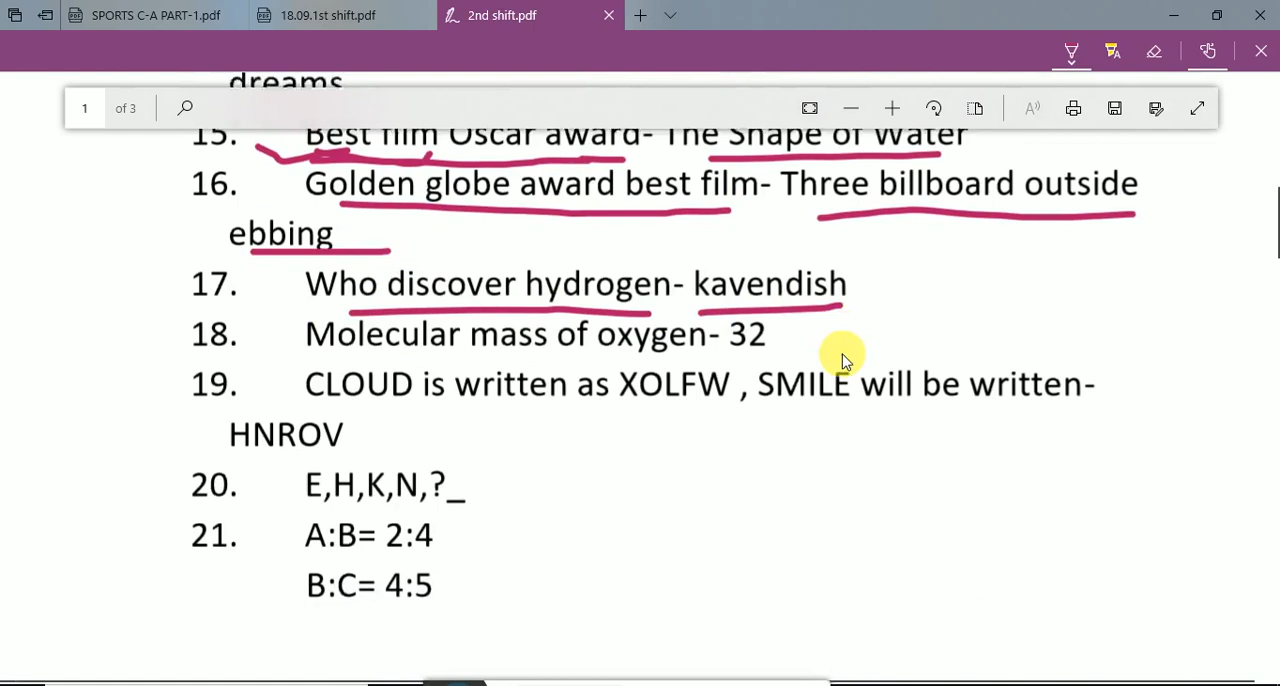 SPORTS C-A PART-1.pdf
18.09.1st shift.pdf
2nd shift.pdf
dreams
1 of 3
15. Best film Oscar award- The Shape of Water
16. Golden globe award best film- Three billboard outside
ebbing
17. Who discover hydrogen- kavendish
18. Molecular mass of oxygen- 32
19. CLOUD is written as XOLFW , SMILE will be written-
HNROV
20. E,H,K,N,?_
21. A:B= 2:4
B:C= 4:5